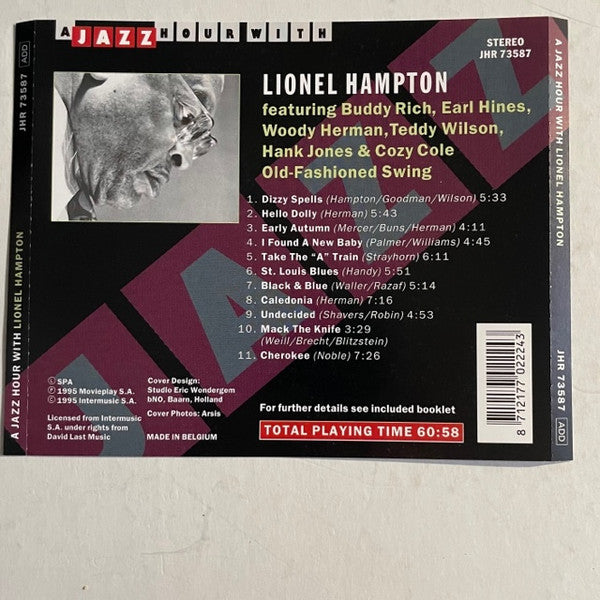 A JAZZ HOUR WITH
STEREO
JHR 73587
LIONEL HAMPTON
featuring Buddy Rich, Earl Hines,
Woody Herman, Teddy Wilson,
Hank Jones & Cozy Cole
Old-Fashioned Swing
1. Dizzy Spells (Hampton/Goodman/Wilson) 5:33
2. Hello Dolly (Herman) 5:43
3. Early Autumn (Mercer/Buns/Herman) 4:11
4. I Found A New Baby (Palmer/Williams) 4:45
5. Take The "A" Train (Strayhorn) 6:11
6. St. Louis Blues (Handy) 5:51
7. Black & Blue (Waller/Razaf) 5:14
8. Caledonia (Herman) 7:16
9. Undecided (Shavers/Robin) 4:53
10. Mack The Knife 3:29
(Weill/Brecht/Blitzstein)
11. Cherokee (Noble) 7:26
Ⓛ SPA
Ⓟ 1995 Movieplay S.A.
© 1995 Intermusic S.A.
Licensed from Intermusic
S.A. under rights from
David Last Music
Cover Design:
Studio Eric Wondergem
bNO, Baarn, Holland
Cover Photos: Arsis
MADE IN BELGIUM
For further details see included booklet
TOTAL PLAYING TIME 60:58
8 712177 022243
JHR 73587 ADD
A JAZZ HOUR WITH LIONEL HAMPTON
A JAZZ HOUR WITH LIONEL HAMPTON
JHR 73587 ADD
JAZZ
JAZZ